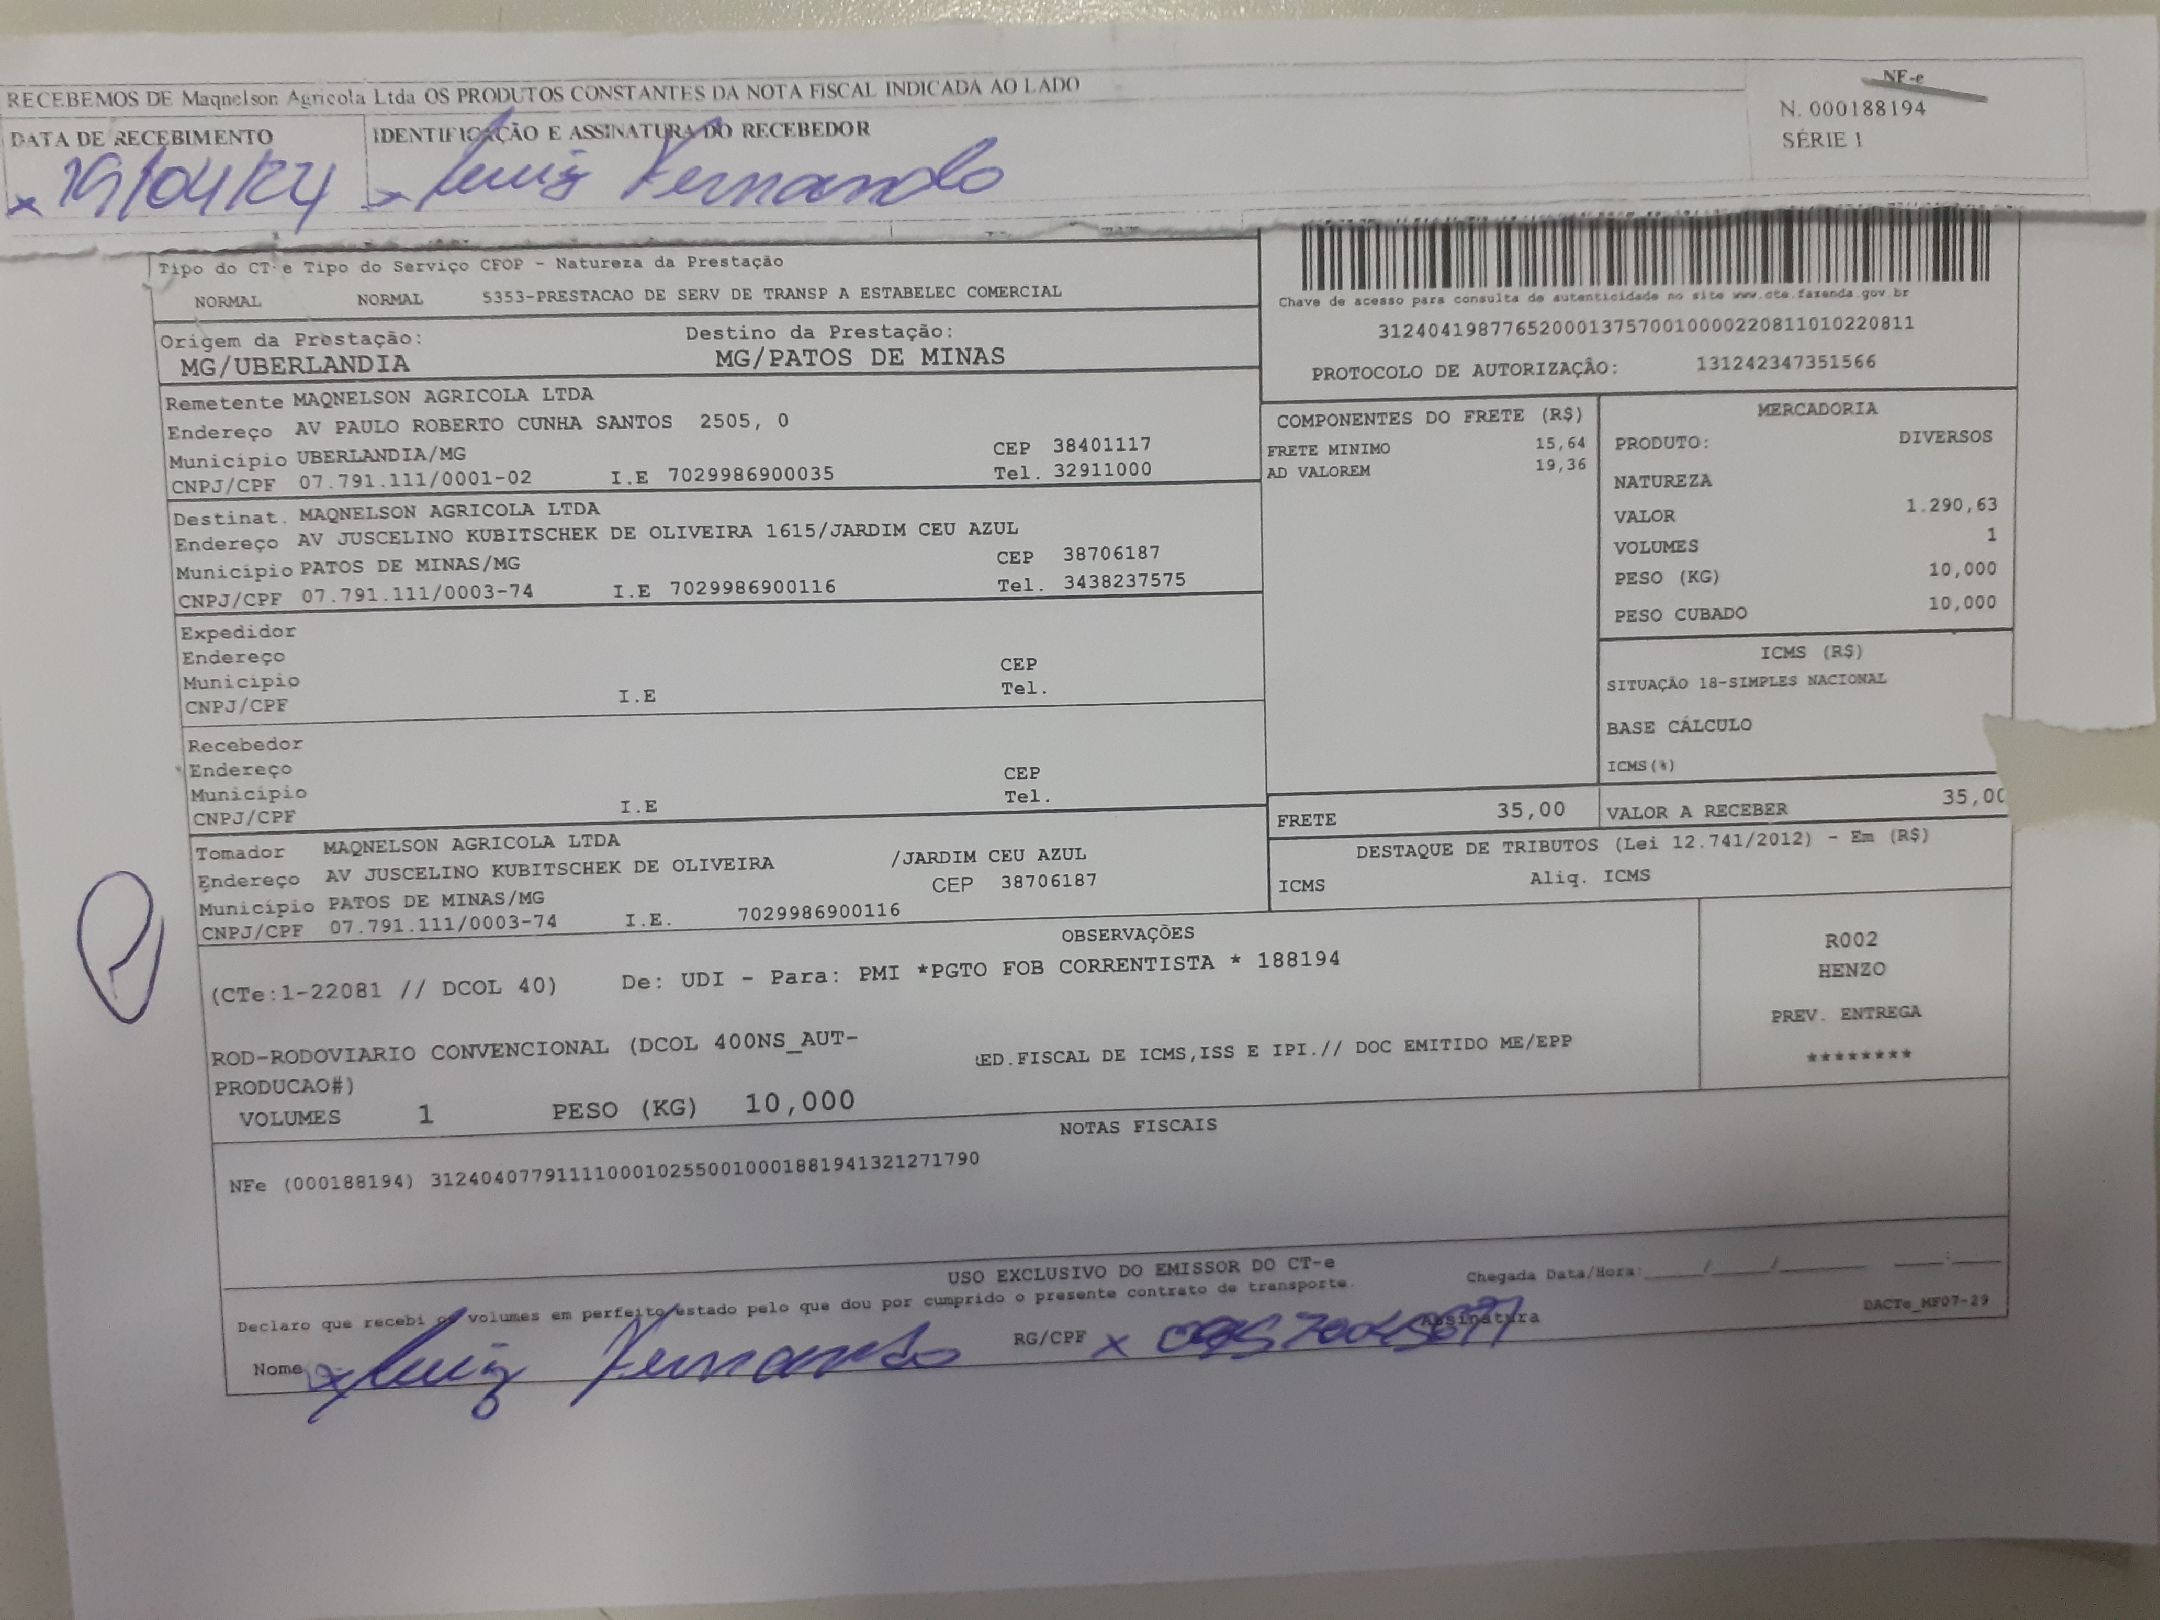 RECEBEMOS DE Maqnelson Agricola Ltda OS PRODUTOS CONSTANTES DA NOTA FISCAL INDICADA AO LADO
NF-e
N. 000188194
SÉRIE 1
DATA DE RECEBIMENTO
IDENTIFICAÇÃO E ASSINATURA DO RECEBEDOR
x 19/04/24
x Luiz Fernando
Tipo do CT-e Tipo do Serviço CFOP - Natureza da Prestação
NORMAL NORMAL 5353-PRESTACAO DE SERV DE TRANSP A ESTABELEC COMERCIAL
Chave de acesso para consulta de autenticidade no site www.cte.fazenda.gov.br
31240419877652000137570010000220811010220811
PROTOCOLO DE AUTORIZAÇÂO: 131242347351566
Origem da Prestação: Destino da Prestação:
MG/UBERLANDIA MG/PATOS DE MINAS
Remetente MAQNELSON AGRICOLA LTDA
Endereço AV PAULO ROBERTO CUNHA SANTOS 2505, 0
Município UBERLANDIA/MG CEP 38401117
CNPJ/CPF 07.791.111/0001-02 I.E 7029986900035 Tel. 32911000
Destinat. MAQNELSON AGRICOLA LTDA
Endereço AV JUSCELINO KUBITSCHEK DE OLIVEIRA 1615/JARDIM CEU AZUL
Município PATOS DE MINAS/MG CEP 38706187
CNPJ/CPF 07.791.111/0003-74 I.E 7029986900116 Tel. 3438237575
Expedidor
Endereço
Município CEP
CNPJ/CPF I.E Tel.
Recebedor
Endereço
Município CEP
CNPJ/CPF I.E Tel.
Tomador MAQNELSON AGRICOLA LTDA
Endereço AV JUSCELINO KUBITSCHEK DE OLIVEIRA /JARDIM CEU AZUL
Município PATOS DE MINAS/MG CEP 38706187
CNPJ/CPF 07.791.111/0003-74 I.E. 7029986900116
COMPONENTES DO FRETE (R$)
FRETE MINIMO 15,64
AD VALOREM 19,36
MERCADORIA
PRODUTO: DIVERSOS
NATUREZA
VALOR 1.290,63
VOLUMES 1
PESO (KG) 10,000
PESO CUBADO 10,000
ICMS (R$)
SITUAÇÃO 18-SIMPLES NACIONAL
BASE CÁLCULO
ICMS(%)
FRETE 35,00 VALOR A RECEBER 35,00
DESTAQUE DE TRIBUTOS (Lei 12.741/2012) - Em (R$)
ICMS Aliq. ICMS
OBSERVAÇÕES
(CTe:1-22081 // DCOL 40) De: UDI - Para: PMI *PGTO FOB CORRENTISTA * 188194
ROD-RODOVIARIO CONVENCIONAL (DCOL 400NS_AUT-
ED.FISCAL DE ICMS,ISS E IPI.// DOC EMITIDO ME/EPP
PRODUCAO#)
VOLUMES 1 PESO (KG) 10,000
R002
HENZO
PREV. ENTREGA
********
NOTAS FISCAIS
NFe (000188194) 31240407791111000102550010001881941321271790
USO EXCLUSIVO DO EMISSOR DO CT-e
Declaro que recebi os volumes em perfeito estado pelo que dou por cumprido o presente contrato de transporte.
Chegada Data/Hora:____/____/______ ___:___
Nome x Luiz Fernando RG/CPF x Assinatura
DACTe_MF07-29